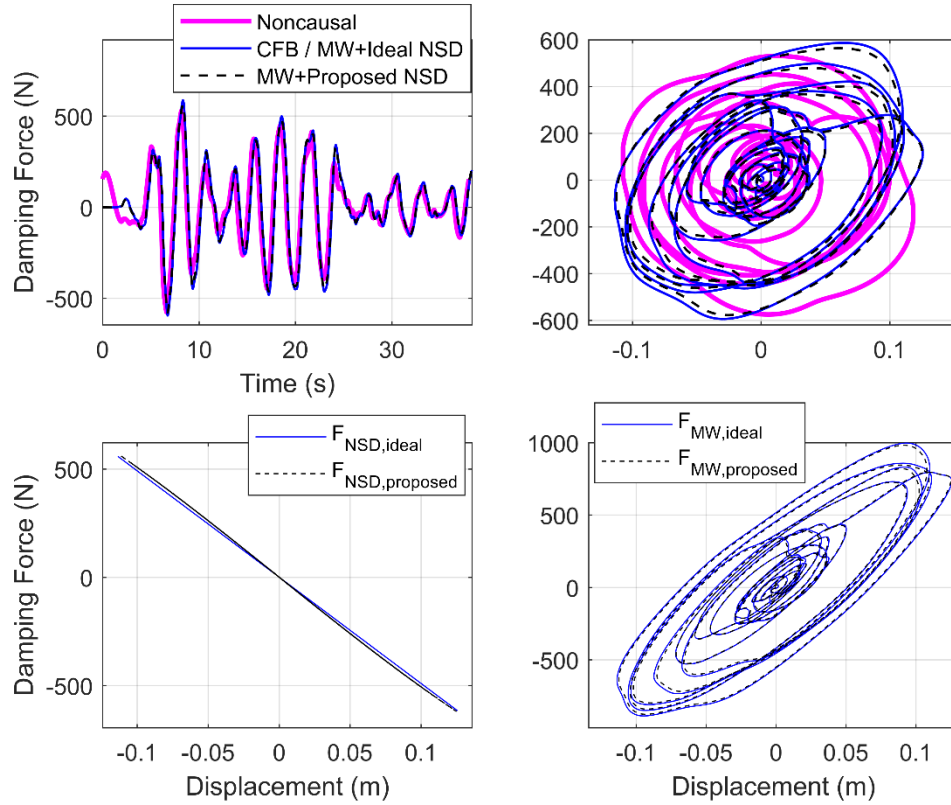 Noncausal
CFB / MW+Ideal NSD
MW+Proposed NSD
Damping Force (N)
500
0
-500
0
10
20
30
Time (s)
600
400
200
0
-200
-400
-600
-0.1
0
0.1
F_NSD,ideal
F_NSD,proposed
Damping Force (N)
500
0
-500
-0.1
-0.05
0
0.05
0.1
Displacement (m)
F_MW,ideal
F_MW,proposed
1000
500
0
-500
-0.1
-0.05
0
0.05
0.1
Displacement (m)